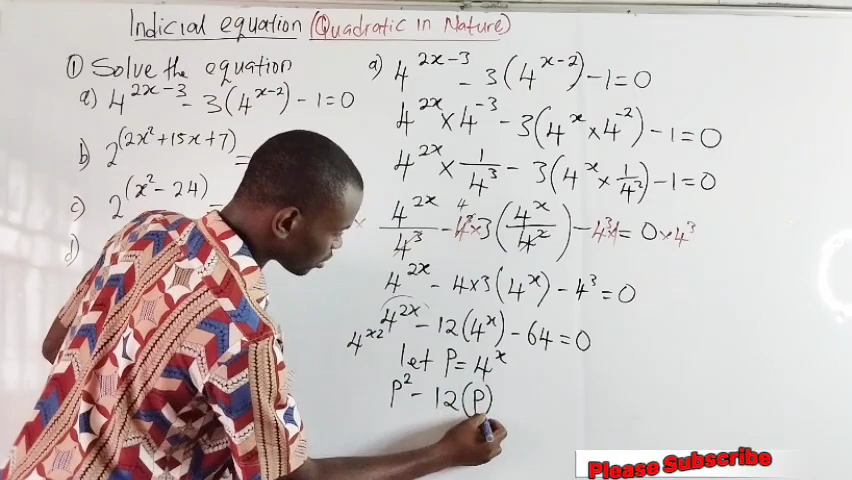 Indicial equation (Quadratic in Nature)
① Solve the equation
a) 4^{2x-3} - 3(4^{x-2}) - 1 = 0
b) 2^{(2x²+15x+7)} =
c) 2^{(x²-24)} =
d)
a) 4^{2x-3} - 3(4^{x-2}) - 1 = 0
4^{2x} × 4^{-3} - 3(4^x × 4^{-2}) - 1 = 0
4^{2x} × 1/4³ - 3(4^x × 1/4²) - 1 = 0
× 4^{2x}/4³ - 3(4^x/4²) - 4³ = 0 × 4³
4^{2x} - 4×3(4^x) - 4³ = 0
4^{x2} 4^{2x} - 12(4^x) - 64 = 0
let P = 4^x
P² - 12(P)
Please Subscribe